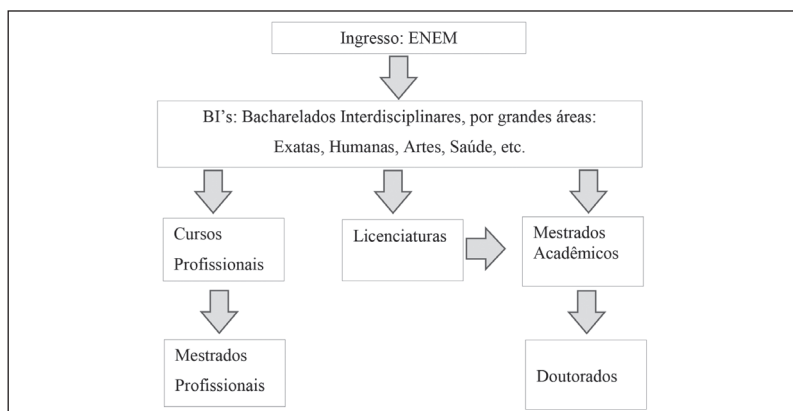 Ingresso: ENEM
BI's: Bacharelados Interdisciplinares, por grandes áreas:
Exatas, Humanas, Artes, Saúde, etc.
Cursos
Profissionais
Licenciaturas
Mestrados
Acadêmicos
Mestrados
Profissionais
Doutorados